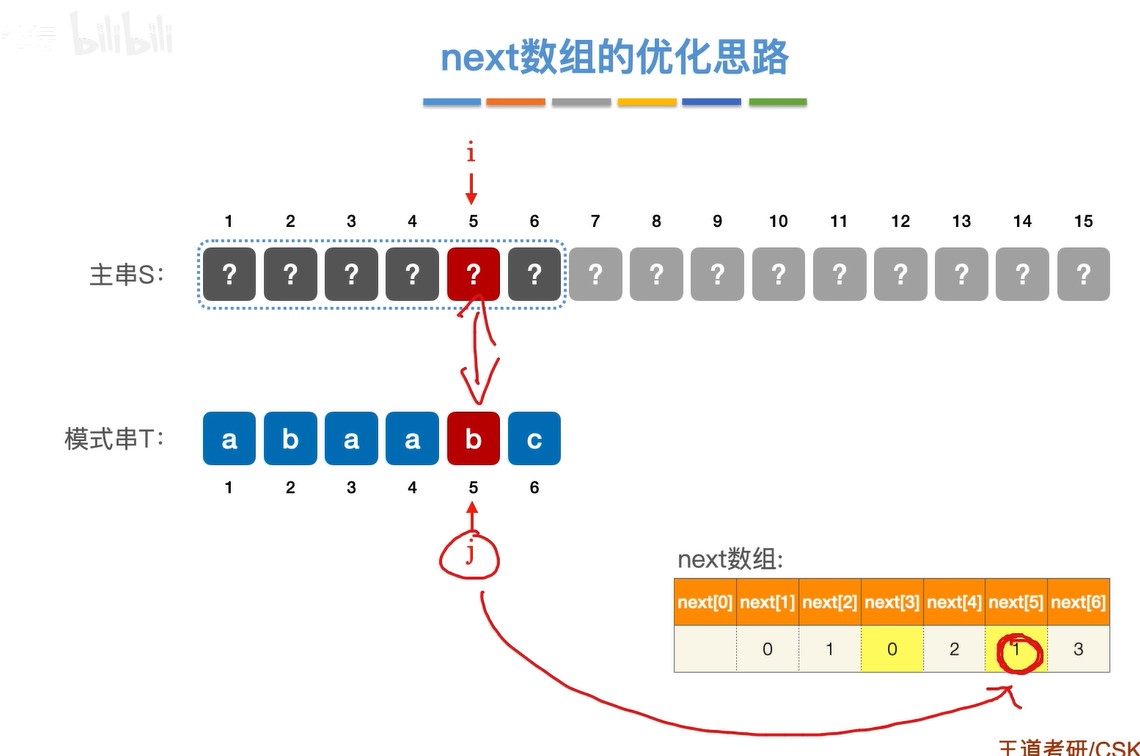 bilibili
next数组的优化思路
i
1 2 3 4 5 6 7 8 9 10 11 12 13 14 15
主串S: ? ? ? ? ? ? ? ? ? ? ? ? ? ? ?
模式串T: a b a a b c
1 2 3 4 5 6
j
next数组:
next[0] next[1] next[2] next[3] next[4] next[5] next[6]
0 1 0 2 1 3
王道考研/CSK